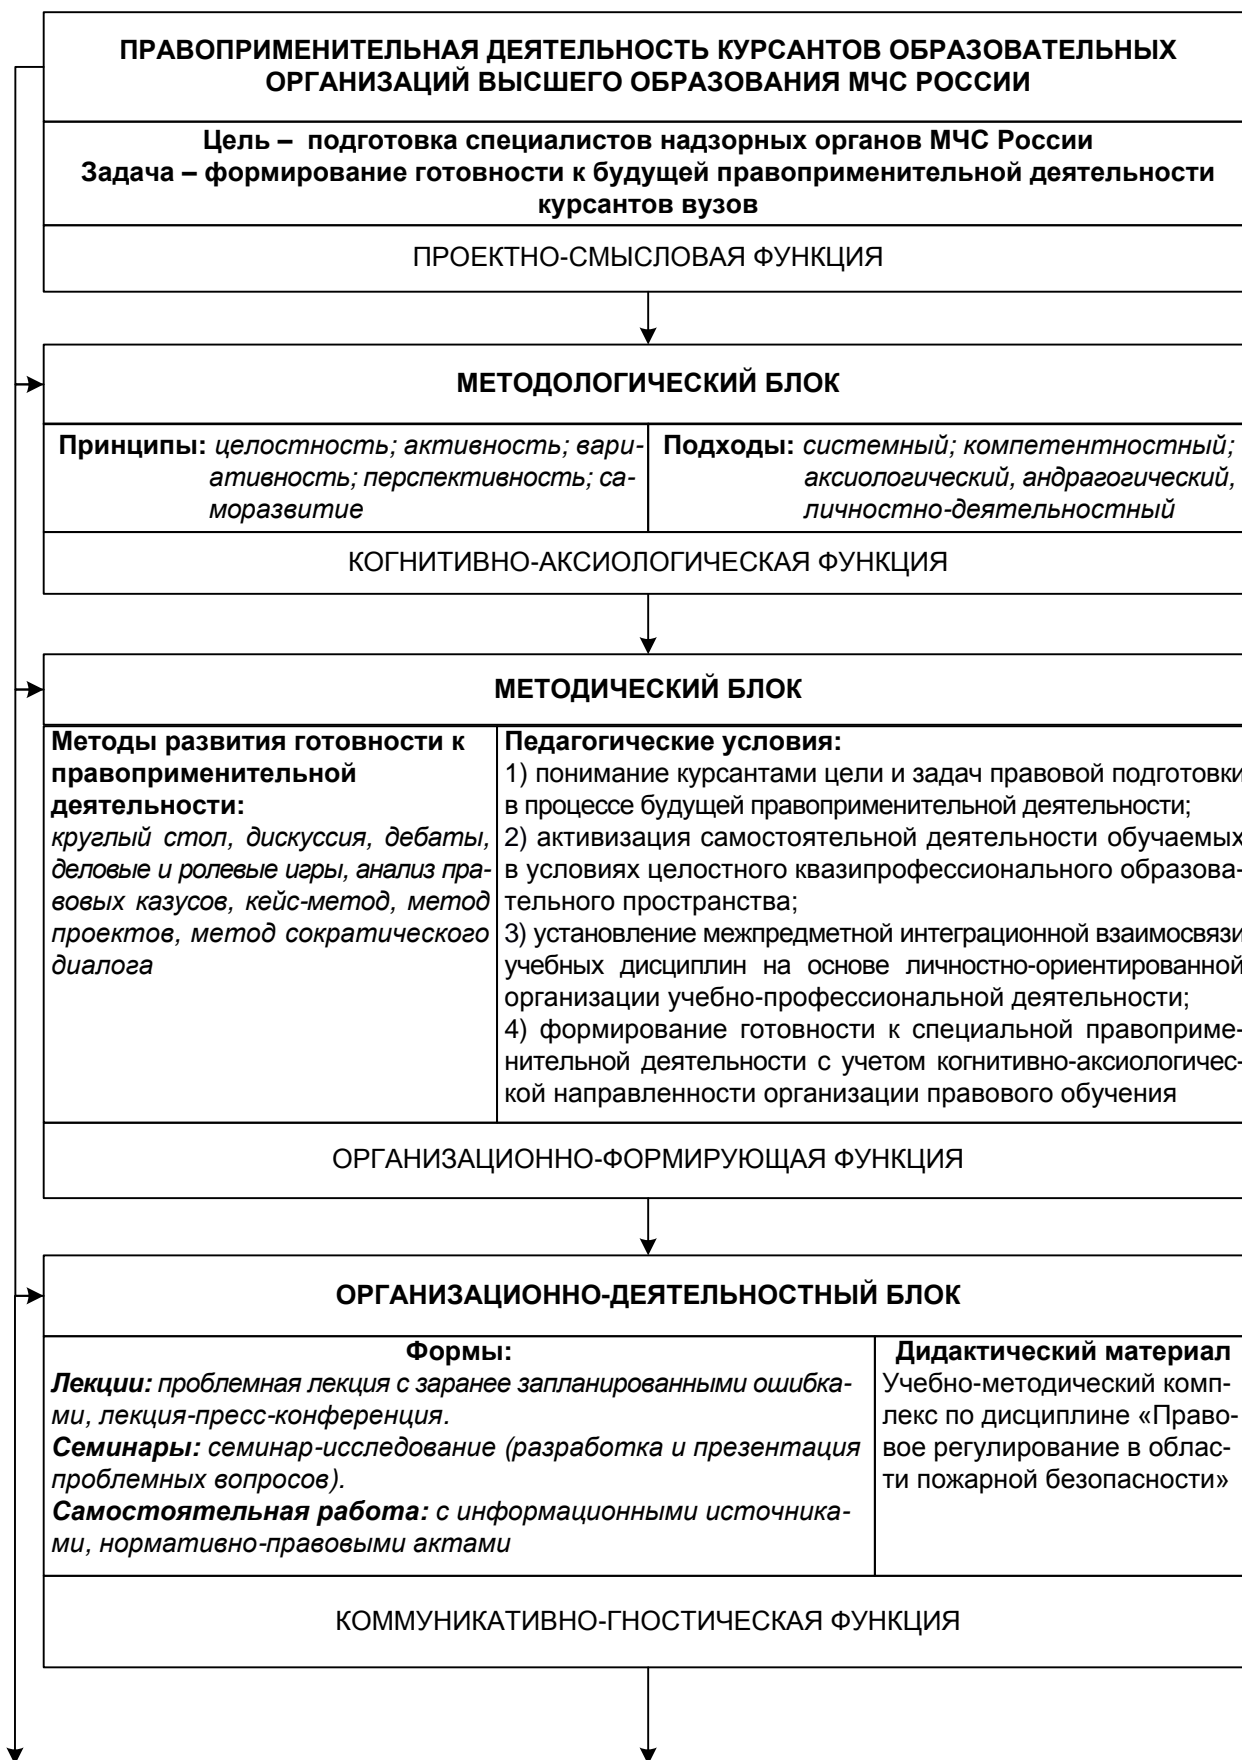 ПРАВОПРИМЕНИТЕЛЬНАЯ ДЕЯТЕЛЬНОСТЬ КУРСАНТОВ ОБРАЗОВАТЕЛЬНЫХ
ОРГАНИЗАЦИЙ ВЫСШЕГО ОБРАЗОВАНИЯ МЧС РОССИИ
Цель – подготовка специалистов надзорных органов МЧС России
Задача – формирование готовности к будущей правоприменительной деятельности
курсантов вузов
ПРОЕКТНО-СМЫСЛОВАЯ ФУНКЦИЯ
МЕТОДОЛОГИЧЕСКИЙ БЛОК
Принципы: целостность; активность; вари-
ативность; перспективность; са-
моразвитие
Подходы: системный; компетентностный;
аксиологический, андрагогический,
личностно-деятельностный
КОГНИТИВНО-АКСИОЛОГИЧЕСКАЯ ФУНКЦИЯ
МЕТОДИЧЕСКИЙ БЛОК
Методы развития готовности к
правоприменительной
деятельности:
круглый стол, дискуссия, дебаты,
деловые и ролевые игры, анализ пра-
вовых казусов, кейс-метод, метод
проектов, метод сократического
диалога
Педагогические условия:
1) понимание курсантами цели и задач правовой подготовки
в процессе будущей правоприменительной деятельности;
2) активизация самостоятельной деятельности обучаемых
в условиях целостного квазипрофессионального образова-
тельного пространства;
3) установление межпредметной интеграционной взаимосвязи
учебных дисциплин на основе личностно-ориентированной
организации учебно-профессиональной деятельности;
4) формирование готовности к специальной правоприме-
нительной деятельности с учетом когнитивно-аксиологичес-
кой направленности организации правового обучения
ОРГАНИЗАЦИОННО-ФОРМИРУЮЩАЯ ФУНКЦИЯ
ОРГАНИЗАЦИОННО-ДЕЯТЕЛЬНОСТНЫЙ БЛОК
Формы:
Лекции: проблемная лекция с заранее запланированными ошибка-
ми, лекция-пресс-конференция.
Семинары: семинар-исследование (разработка и презентация
проблемных вопросов).
Самостоятельная работа: с информационными источника-
ми, нормативно-правовыми актами
Дидактический материал
Учебно-методический комп-
лекс по дисциплине «Право-
вое регулирование в облас-
ти пожарной безопасности»
КОММУНИКАТИВНО-ГНОСТИЧЕСКАЯ ФУНКЦИЯ